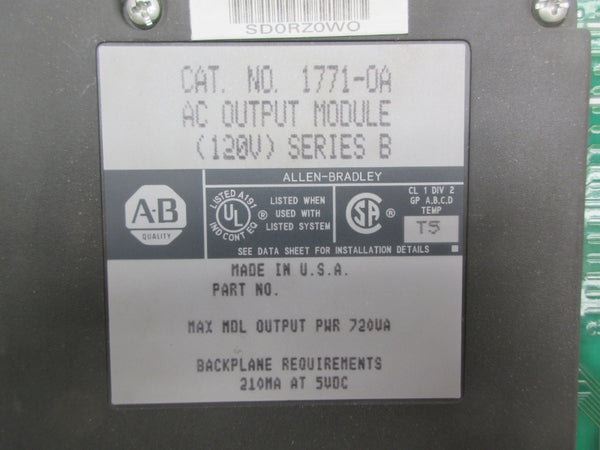 SD0RZ0WO
CAT. NO. 1771-OA
AC OUTPUT MODULE
(120V) SERIES B
ALLEN-BRADLEY
A-B
QUALITY
LISTED A191
UL ®
IND CONT EQ
LISTED WHEN
USED WITH
LISTED SYSTEM
SA ®
CL 1 DIV 2
GP A,B,C,D
TEMP
T5
SEE DATA SHEET FOR INSTALLATION DETAILS
MADE IN U.S.A.
PART NO.
MAX MDL OUTPUT PWR 720VA
BACKPLANE REQUIREMENTS
210MA AT 5VDC